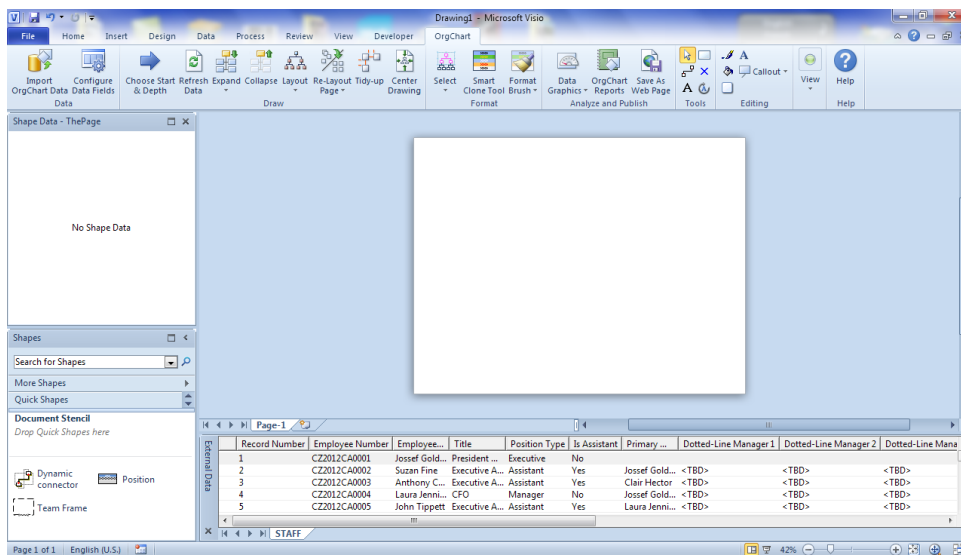 Drawing1 - Microsoft Visio
File Home Insert Design Data Process Review View Developer OrgChart
Import OrgChart Data
Configure Data Fields
Data
Choose Start & Depth
Refresh Data
Expand
Collapse
Layout
Re-Layout Page
Tidy-up
Center Drawing
Draw
Select
Smart Clone Tool
Format Brush
Format
Data Graphics
OrgChart Reports
Save As Web Page
Analyze and Publish
A
Tools
A
Callout
Editing
View
Help
Help
Shape Data - ThePage
No Shape Data
Shapes
Search for Shapes
More Shapes
Quick Shapes
Document Stencil
Drop Quick Shapes here
Dynamic connector
Position
Team Frame
Page-1
External Data
Record Number Employee Number Employee... Title Position Type Is Assistant Primary ... Dotted-Line Manager 1 Dotted-Line Manager 2 Dotted-Line Mana
1 CZ2012CA0001 Jossef Gold... President ... Executive No
2 CZ2012CA0002 Suzan Fine Executive A... Assistant Yes Jossef Gold... <TBD> <TBD> <TBD>
3 CZ2012CA0003 Anthony C... Executive A... Assistant Yes Clair Hector <TBD> <TBD> <TBD>
4 CZ2012CA0004 Laura Jenni... CFO Manager No Jossef Gold... <TBD> <TBD> <TBD>
5 CZ2012CA0005 John Tippett Executive A... Assistant Yes Laura Jenni... <TBD> <TBD> <TBD>
STAFF
Page 1 of 1 English (U.S.) 42%